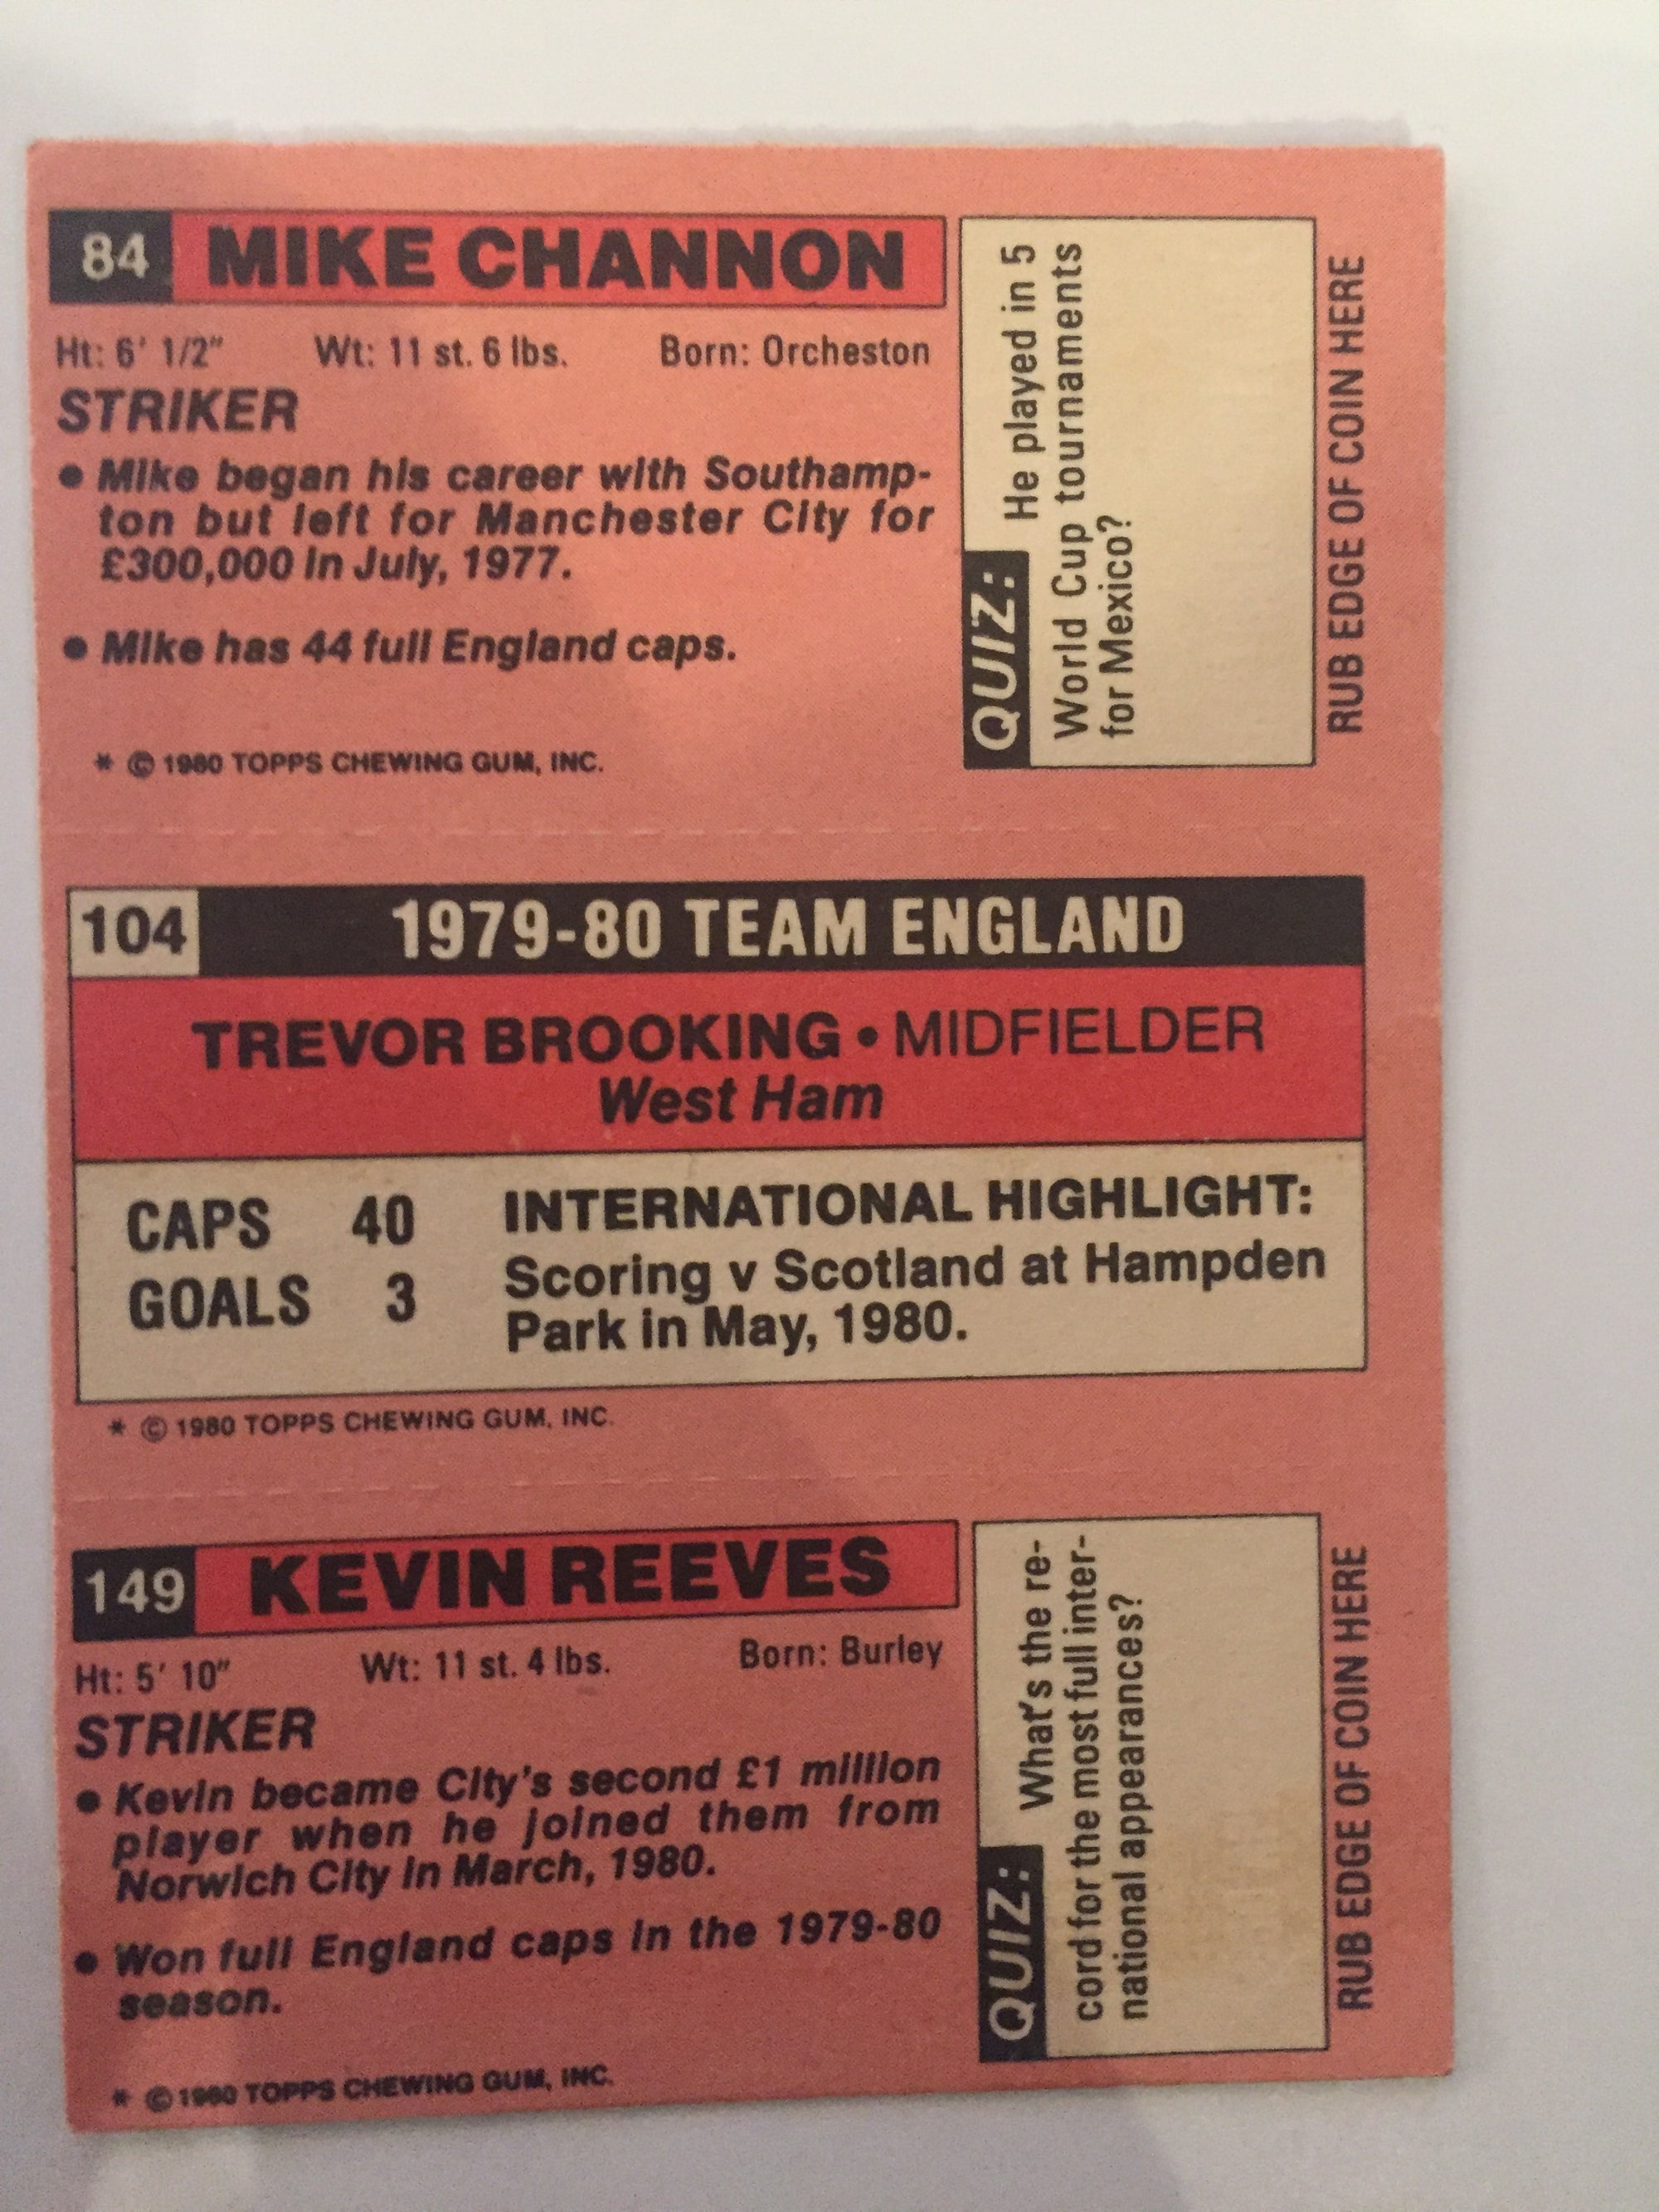 84 MIKE CHANNON
Ht: 6' 1/2" Wt: 11 st. 6 lbs. Born: Orcheston
STRIKER
● Mike began his career with Southamp-
ton but left for Manchester City for
£300,000 in July, 1977.
● Mike has 44 full England caps.
* © 1980 TOPPS CHEWING GUM, INC.
QUIZ: He played in 5
World Cup tournaments
for Mexico?
RUB EDGE OF COIN HERE
104 1979-80 TEAM ENGLAND
TREVOR BROOKING • MIDFIELDER
West Ham
CAPS 40
GOALS 3
INTERNATIONAL HIGHLIGHT:
Scoring v Scotland at Hampden
Park in May, 1980.
* © 1980 TOPPS CHEWING GUM, INC.
149 KEVIN REEVES
Ht: 5' 10" Wt: 11 st. 4 lbs. Born: Burley
STRIKER
● Kevin became City's second £1 million
player when he joined them from
Norwich City in March, 1980.
● Won full England caps in the 1979-80
season.
* © 1980 TOPPS CHEWING GUM, INC.
QUIZ: What's the re-
cord for the most full inter-
national appearances?
RUB EDGE OF COIN HERE